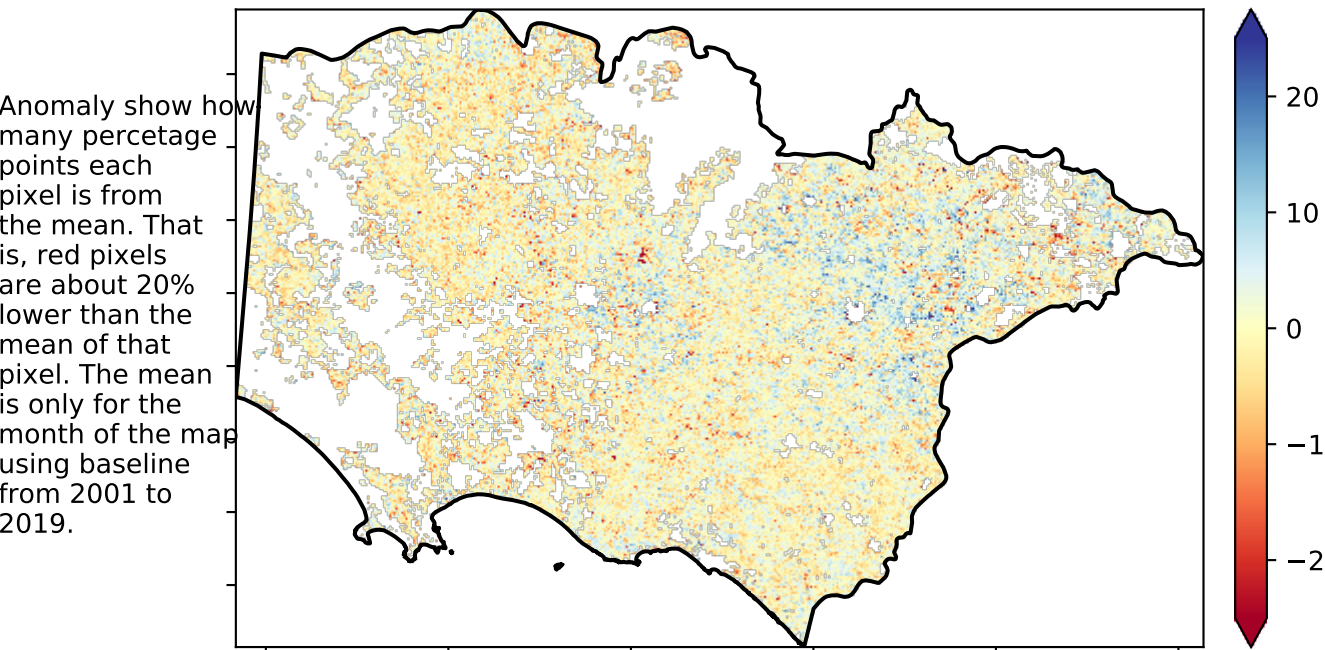 Anomaly show how
many percetage
points each
pixel is from
the mean. That
is, red pixels
are about 20%
lower than the
mean of that
pixel. The mean
is only for the
month of the map
using baseline
from 2001 to
2019.
20
10
0
−1
−2